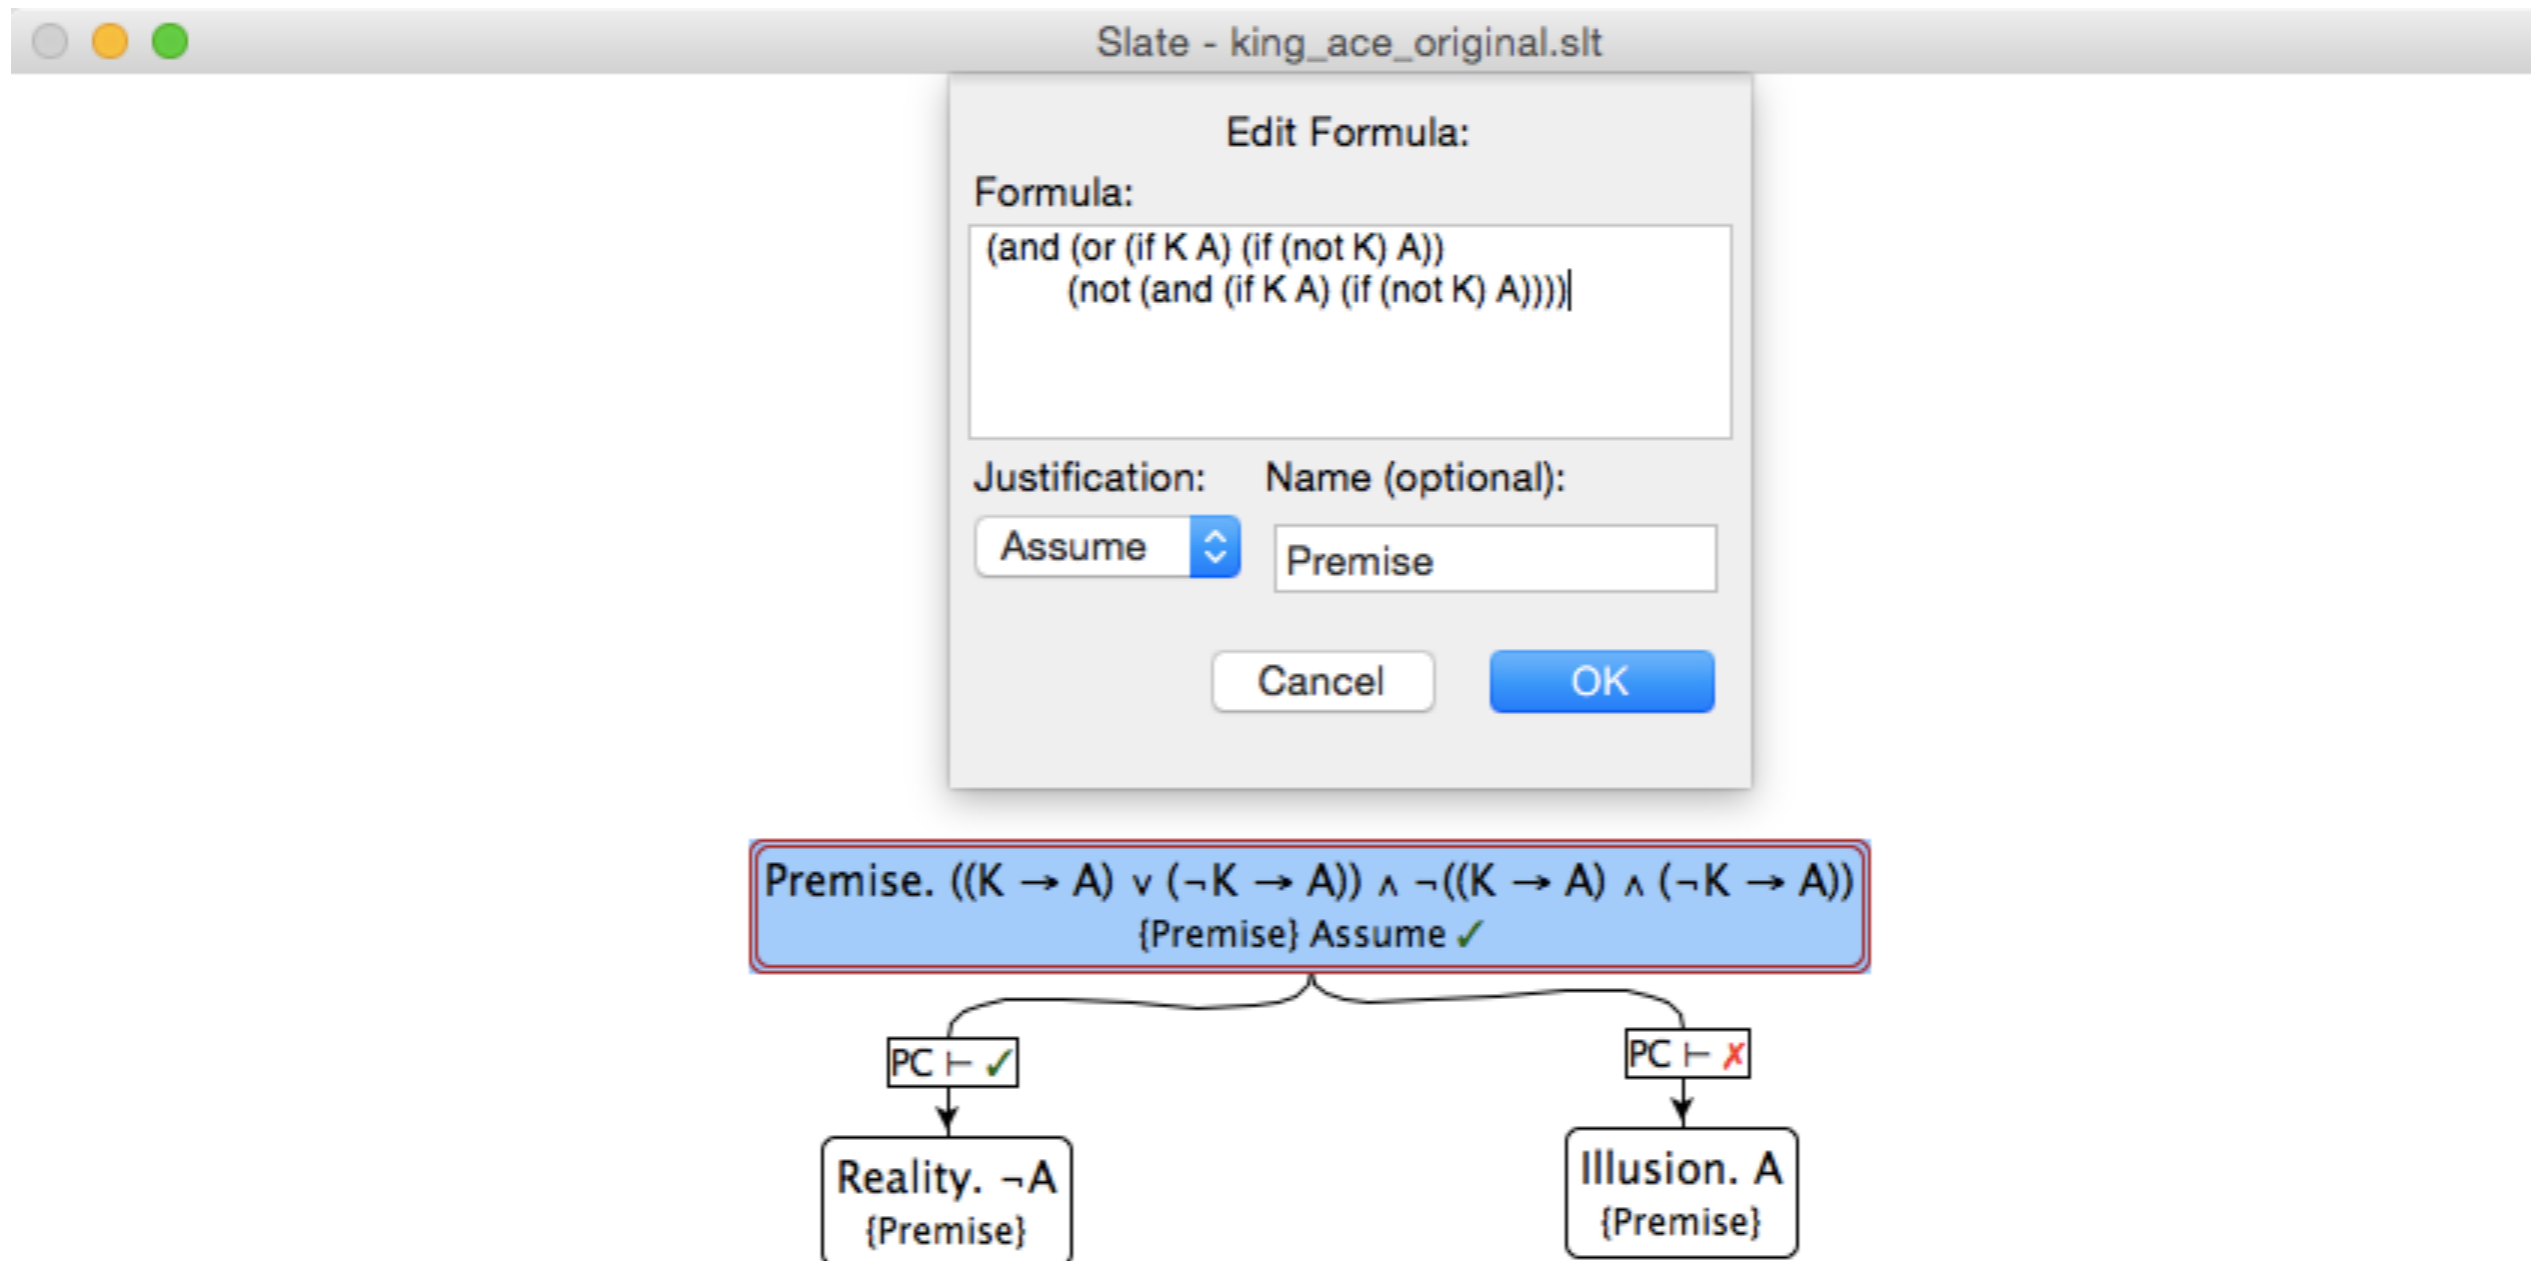 Slate - king_ace_original.slt
Edit Formula:
Formula:
(and (or (if K A) (if (not K) A))
(not (and (if K A) (if (not K) A))))
Justification: Name (optional):
Assume Premise
Cancel OK
Premise. ((K → A) ∨ (¬K → A)) ∧ ¬((K → A) ∧ (¬K → A))
{Premise} Assume ✓
PC ⊢ ✓ PC ⊢ ✗
Reality. ¬A Illusion. A
{Premise} {Premise}